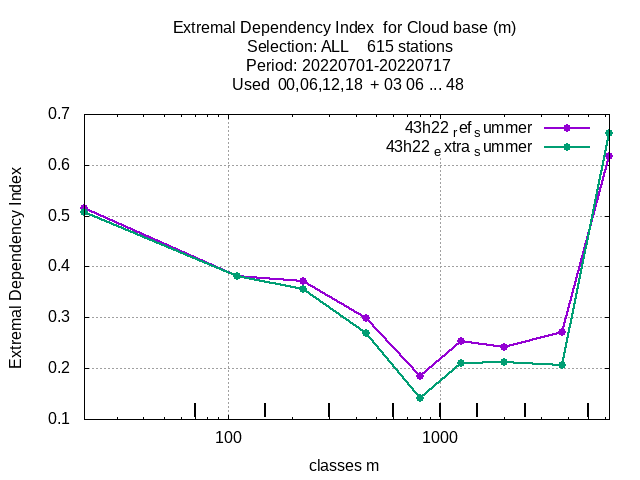 Extremal Dependency Index  for Cloud base (m)
Selection: ALL    615 stations
Period: 20220701-20220717
Used  00,06,12,18  + 03 06 ... 48
43h22 ref summer
43h22 extra summer
Extremal Dependency Index
0.7
0.6
0.5
0.4
0.3
0.2
0.1
100
1000
classes m